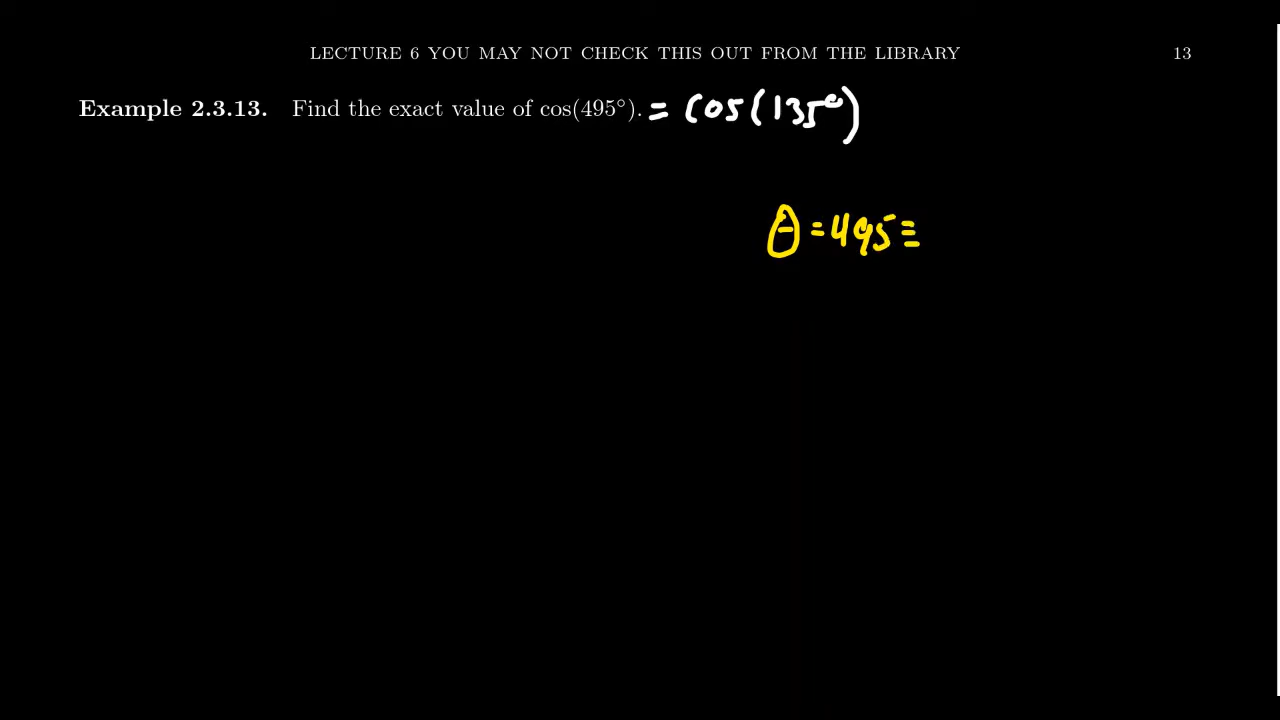 LECTURE 6 YOU MAY NOT CHECK THIS OUT FROM THE LIBRARY 13
Example 2.3.13. Find the exact value of cos(495°). = cos(135°)
θ = 495 ≡